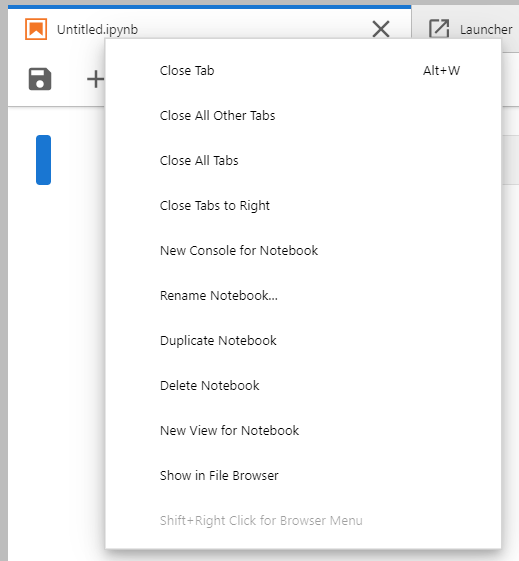 Untitled.ipynb
Launcher
Close Tab Alt+W
Close All Other Tabs
Close All Tabs
Close Tabs to Right
New Console for Notebook
Rename Notebook...
Duplicate Notebook
Delete Notebook
New View for Notebook
Show in File Browser
Shift+Right Click for Browser Menu